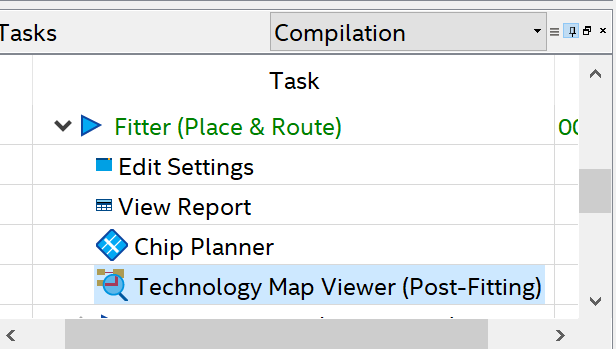 Tasks
Compilation
Task
Fitter (Place & Route)
Edit Settings
View Report
Chip Planner
Technology Map Viewer (Post-Fitting)